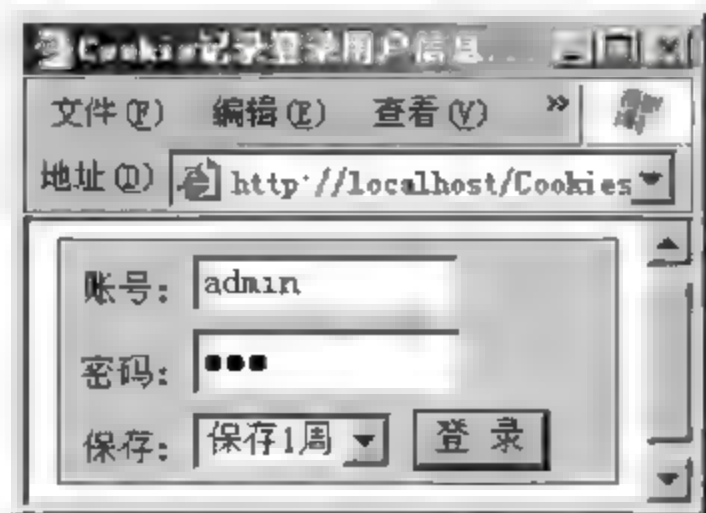 Cookie记录登录用户信息...
文件(F) 编辑(E) 查看(V) »
地址(D) http://localhost/Cookies
账号: admin
密码: ●●●
保存: 保存1周 登 录